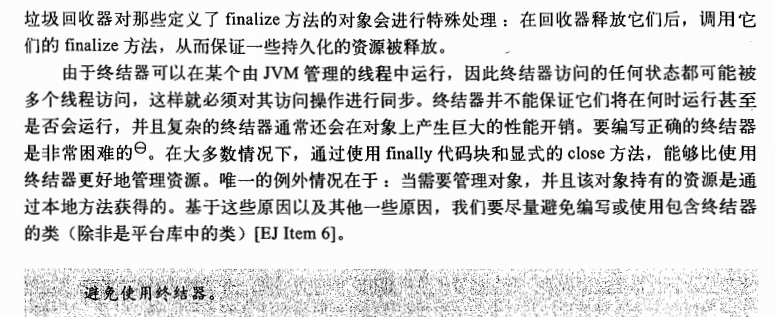 垃圾回收器对那些定义了 finalize 方法的对象会进行特殊处理：在回收器释放它们后，调用它
们的 finalize 方法，从而保证一些持久化的资源被释放。
由于终结器可以在某个由 JVM 管理的线程中运行，因此终结器访问的任何状态都可能被
多个线程访问，这样就必须对其访问操作进行同步。终结器并不能保证它们将在何时运行甚至
是否会运行，并且复杂的终结器通常还会在对象上产生巨大的性能开销。要编写正确的终结器
是非常困难的⊖。在大多数情况下，通过使用 finally 代码块和显式的 close 方法，能够比使用
终结器更好地管理资源。唯一的例外情况在于：当需要管理对象，并且该对象持有的资源是通
过本地方法获得的。基于这些原因以及其他一些原因，我们要尽量避免编写或使用包含终结器
的类（除非是平台库中的类）[EJ Item 6]。
避免使用终结器。